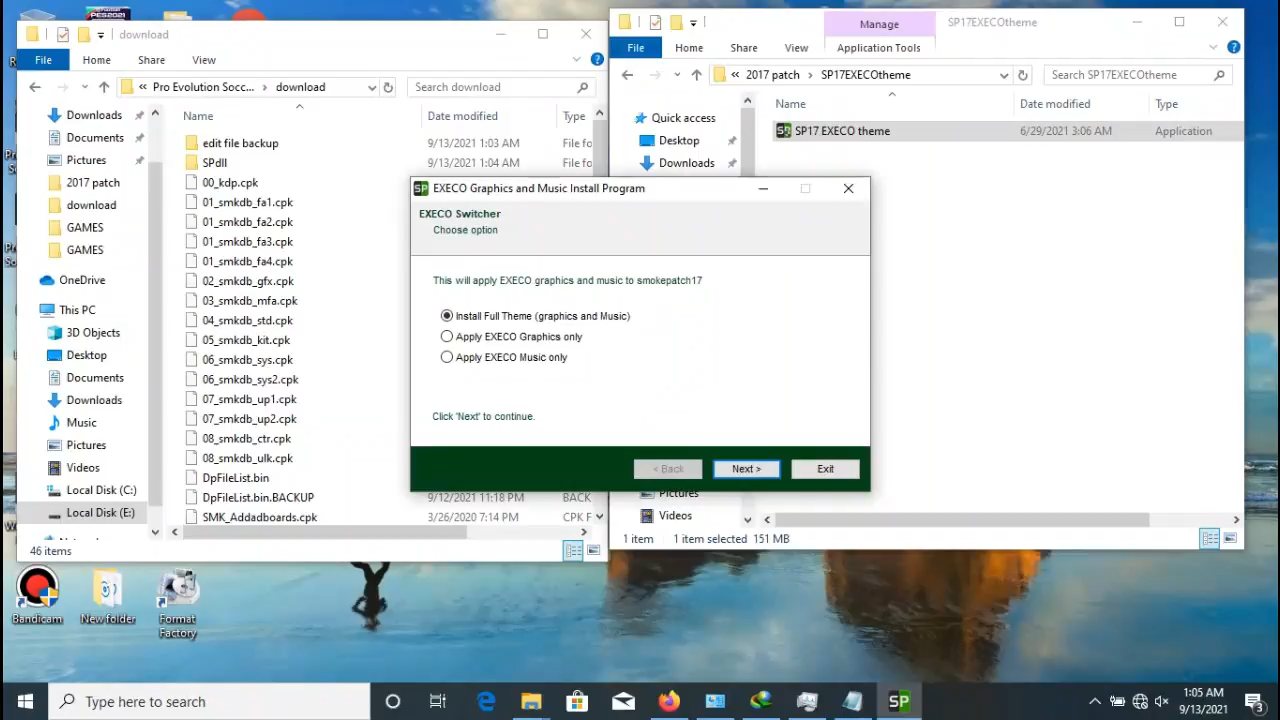 PES2021
download
File
Home
Share
View
Pro Evolution Socc...
download
Search download
Downloads
Documents
Pictures
2017 patch
download
GAMES
GAMES
OneDrive
This PC
3D Objects
Desktop
Documents
Downloads
Music
Pictures
Videos
Local Disk (C:)
Local Disk (E:)
46 items
Name
Date modified
Type
edit file backup
9/13/2021 1:03 AM
File fo
SPdll
9/13/2021 1:04 AM
File fo
00_kdp.cpk
01_smkdb_fa1.cpk
01_smkdb_fa2.cpk
01_smkdb_fa3.cpk
01_smkdb_fa4.cpk
02_smkdb_gfx.cpk
03_smkdb_mfa.cpk
04_smkdb_std.cpk
05_smkdb_kit.cpk
06_smkdb_sys.cpk
06_smkdb_sys2.cpk
07_smkdb_up1.cpk
07_smkdb_up2.cpk
08_smkdb_ctr.cpk
08_smkdb_ulk.cpk
DpFileList.bin
DpFileList.bin.BACKUP
9/12/2021 11:18 PM
BACK
SMK_Addadboards.cpk
3/26/2020 7:14 PM
CPK F
Manage
SP17EXECOtheme
File
Home
Share
View
Application Tools
2017 patch
SP17EXECOtheme
Search SP17EXECOtheme
Quick access
Desktop
Downloads
Pictures
Videos
Name
Date modified
Type
SP17 EXECO theme
6/29/2021 3:06 AM
Application
1 item
1 item selected 151 MB
SP EXECO Graphics and Music Install Program
EXECO Switcher
Choose option
This will apply EXECO graphics and music to smokepatch17
Install Full Theme (graphics and Music)
Apply EXECO Graphics only
Apply EXECO Music only
Click 'Next' to continue.
< Back
Next >
Exit
Bandicam
New folder
Format
Factory
Type here to search
SP
1:05 AM
9/13/2021
3